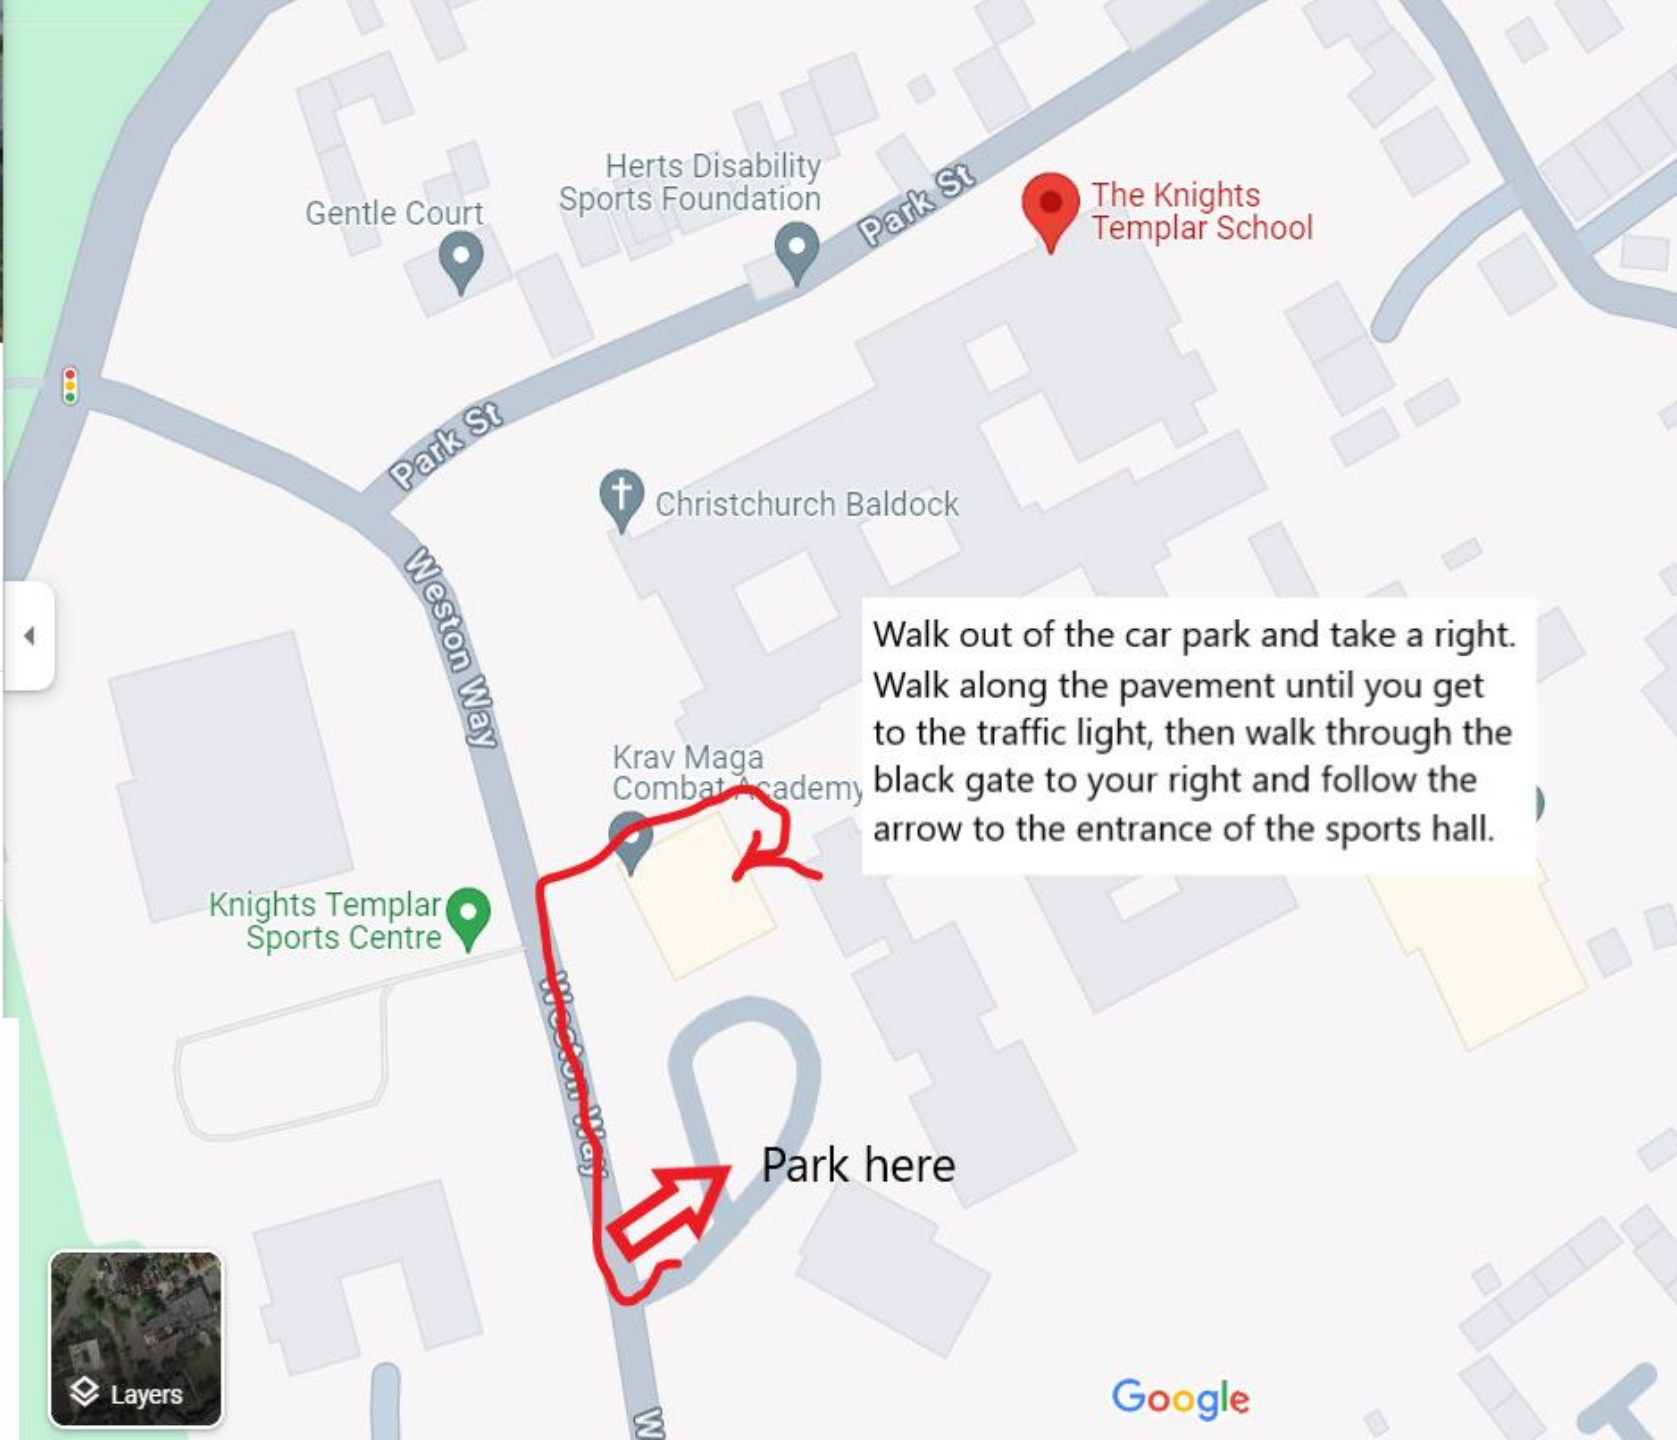 Herts Disability
Sports Foundation
Gentle Court
Park St
The Knights
Templar School
Park St
Christchurch Baldock
Weston Way
Walk out of the car park and take a right.
Walk along the pavement until you get
to the traffic light, then walk through the
black gate to your right and follow the
arrow to the entrance of the sports hall.
Krav Maga
Combat Academy
Knights Templar
Sports Centre
Weston Way
Park here
Layers
Google
W